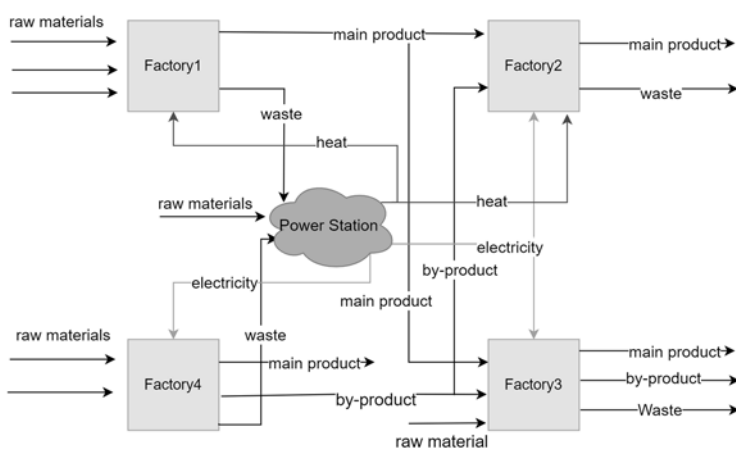 raw materials
main product
Factory1
Factory2
main product
waste
waste
heat
raw materials
Power Station
heat
electricity
by-product
electricity
main product
raw materials
waste
main product
main product
Factory4
Factory3
by-product
by-product
Waste
raw material